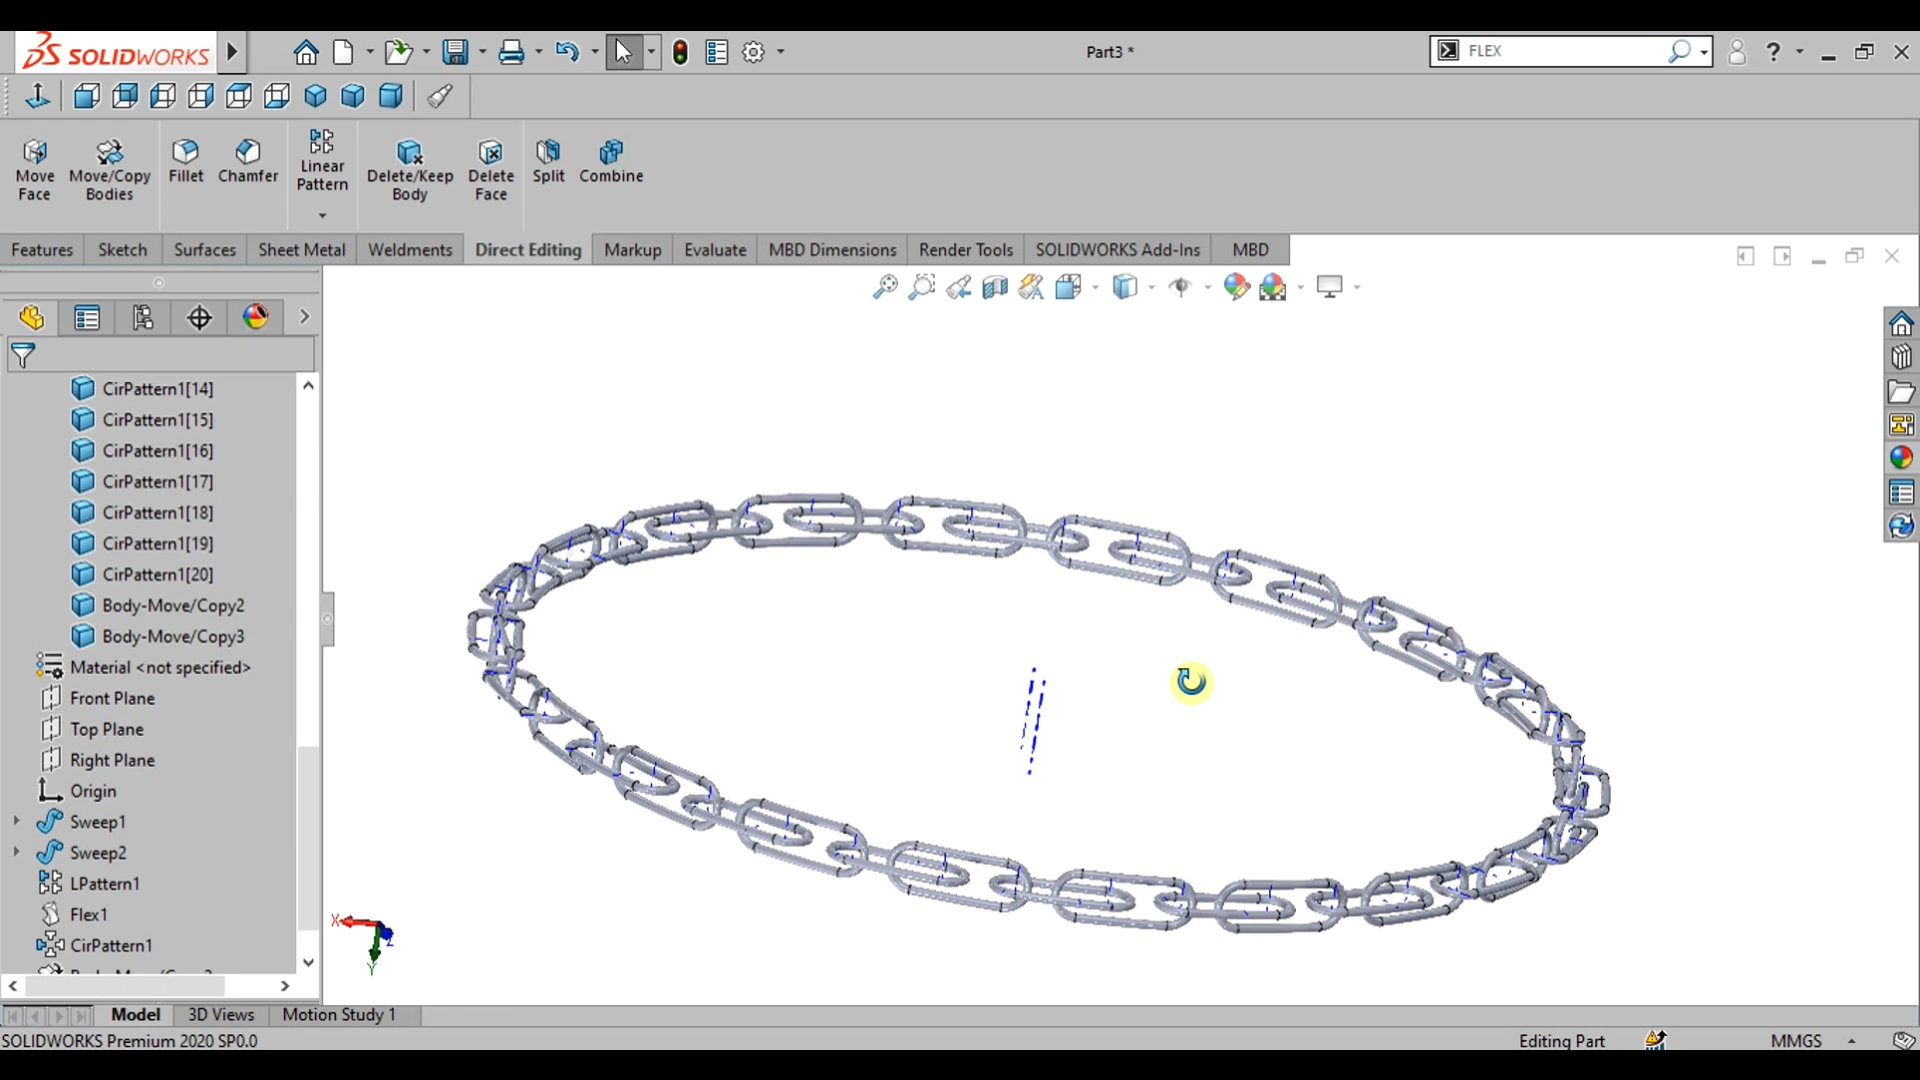 SOLIDWORKS
Part3 *
FLEX
Move Face
Move/Copy Bodies
Fillet
Chamfer
Linear Pattern
Delete/Keep Body
Delete Face
Split
Combine
Features
Sketch
Surfaces
Sheet Metal
Weldments
Direct Editing
Markup
Evaluate
MBD Dimensions
Render Tools
SOLIDWORKS Add-Ins
MBD
CirPattern1[14]
CirPattern1[15]
CirPattern1[16]
CirPattern1[17]
CirPattern1[18]
CirPattern1[19]
CirPattern1[20]
Body-Move/Copy2
Body-Move/Copy3
Material <not specified>
Front Plane
Top Plane
Right Plane
Origin
Sweep1
Sweep2
LPattern1
Flex1
CirPattern1
X
Y
Z
Model
3D Views
Motion Study 1
SOLIDWORKS Premium 2020 SP0.0
Editing Part
MMGS